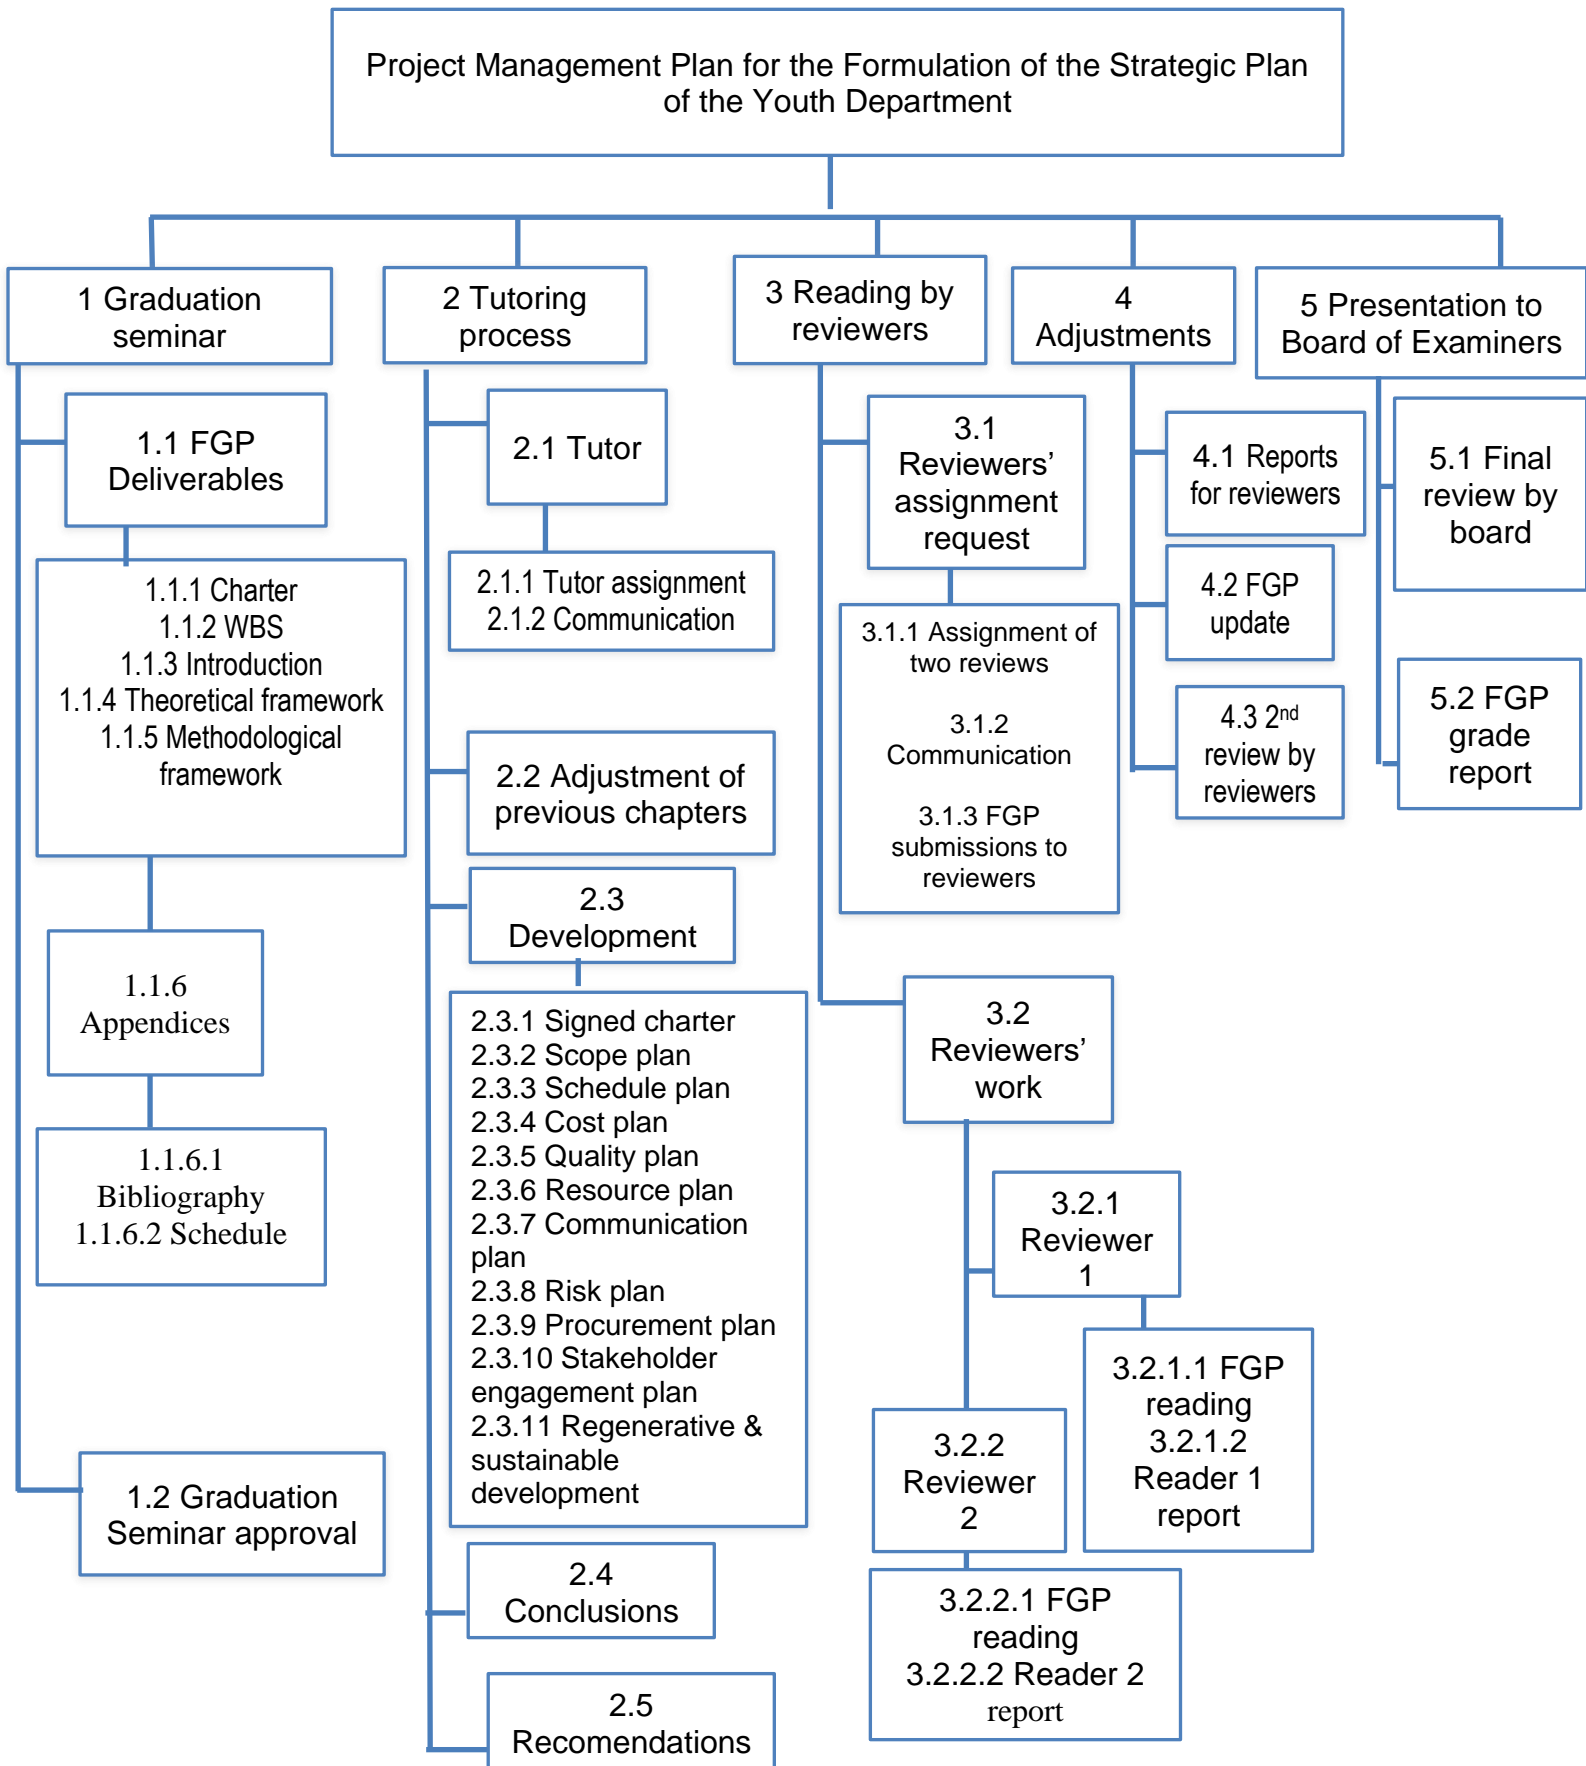 Project Management Plan for the Formulation of the Strategic Plan
of the Youth Department
1 Graduation
seminar
1.1 FGP
Deliverables
1.1.1 Charter
1.1.2 WBS
1.1.3 Introduction
1.1.4 Theoretical framework
1.1.5 Methodological
framework
1.1.6
Appendices
1.1.6.1
Bibliography
1.1.6.2 Schedule
1.2 Graduation
Seminar approval
2 Tutoring
process
2.1 Tutor
2.1.1 Tutor assignment
2.1.2 Communication
2.2 Adjustment of
previous chapters
2.3
Development
2.3.1 Signed charter
2.3.2 Scope plan
2.3.3 Schedule plan
2.3.4 Cost plan
2.3.5 Quality plan
2.3.6 Resource plan
2.3.7 Communication
plan
2.3.8 Risk plan
2.3.9 Procurement plan
2.3.10 Stakeholder
engagement plan
2.3.11 Regenerative &
sustainable
development
2.4
Conclusions
2.5
Recomendations
3 Reading by
reviewers
3.1
Reviewers’
assignment
request
3.1.1 Assignment of
two reviews
3.1.2
Communication
3.1.3 FGP
submissions to
reviewers
3.2
Reviewers’
work
3.2.1
Reviewer
1
3.2.1.1 FGP
reading
3.2.1.2
Reader 1
report
3.2.2
Reviewer
2
3.2.2.1 FGP
reading
3.2.2.2 Reader 2
report
4
Adjustments
4.1 Reports
for reviewers
4.2 FGP
update
4.3 2nd
review by
reviewers
5 Presentation to
Board of Examiners
5.1 Final
review by
board
5.2 FGP
grade
report